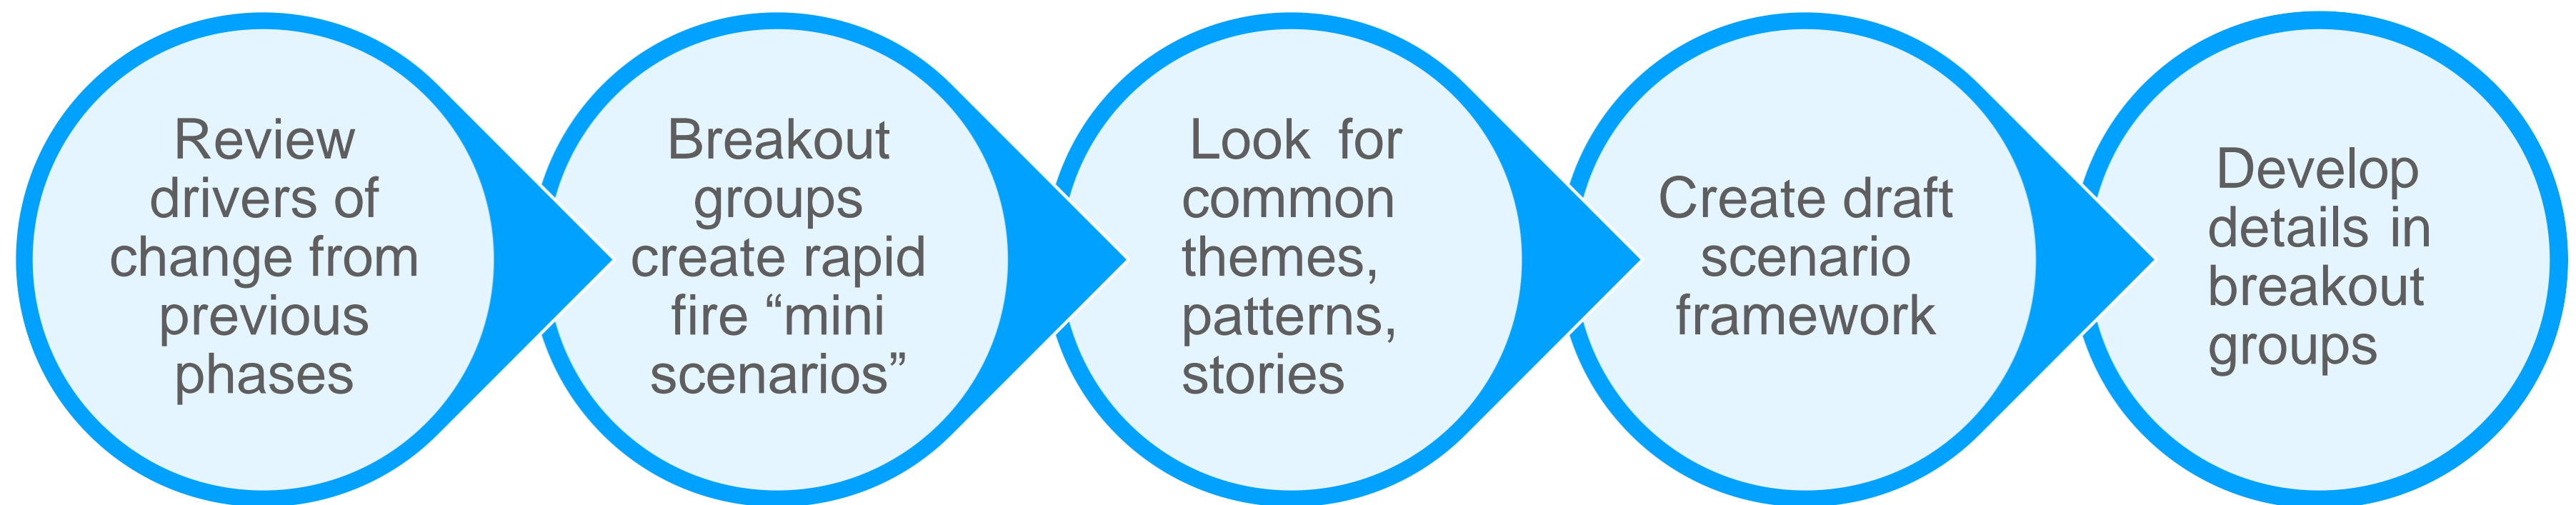 Review
drivers of
change from
previous
phases
Breakout
groups
create rapid
fire “mini
scenarios”
Look for
common
themes,
patterns,
stories
Create draft
scenario
framework
Develop
details in
breakout
groups